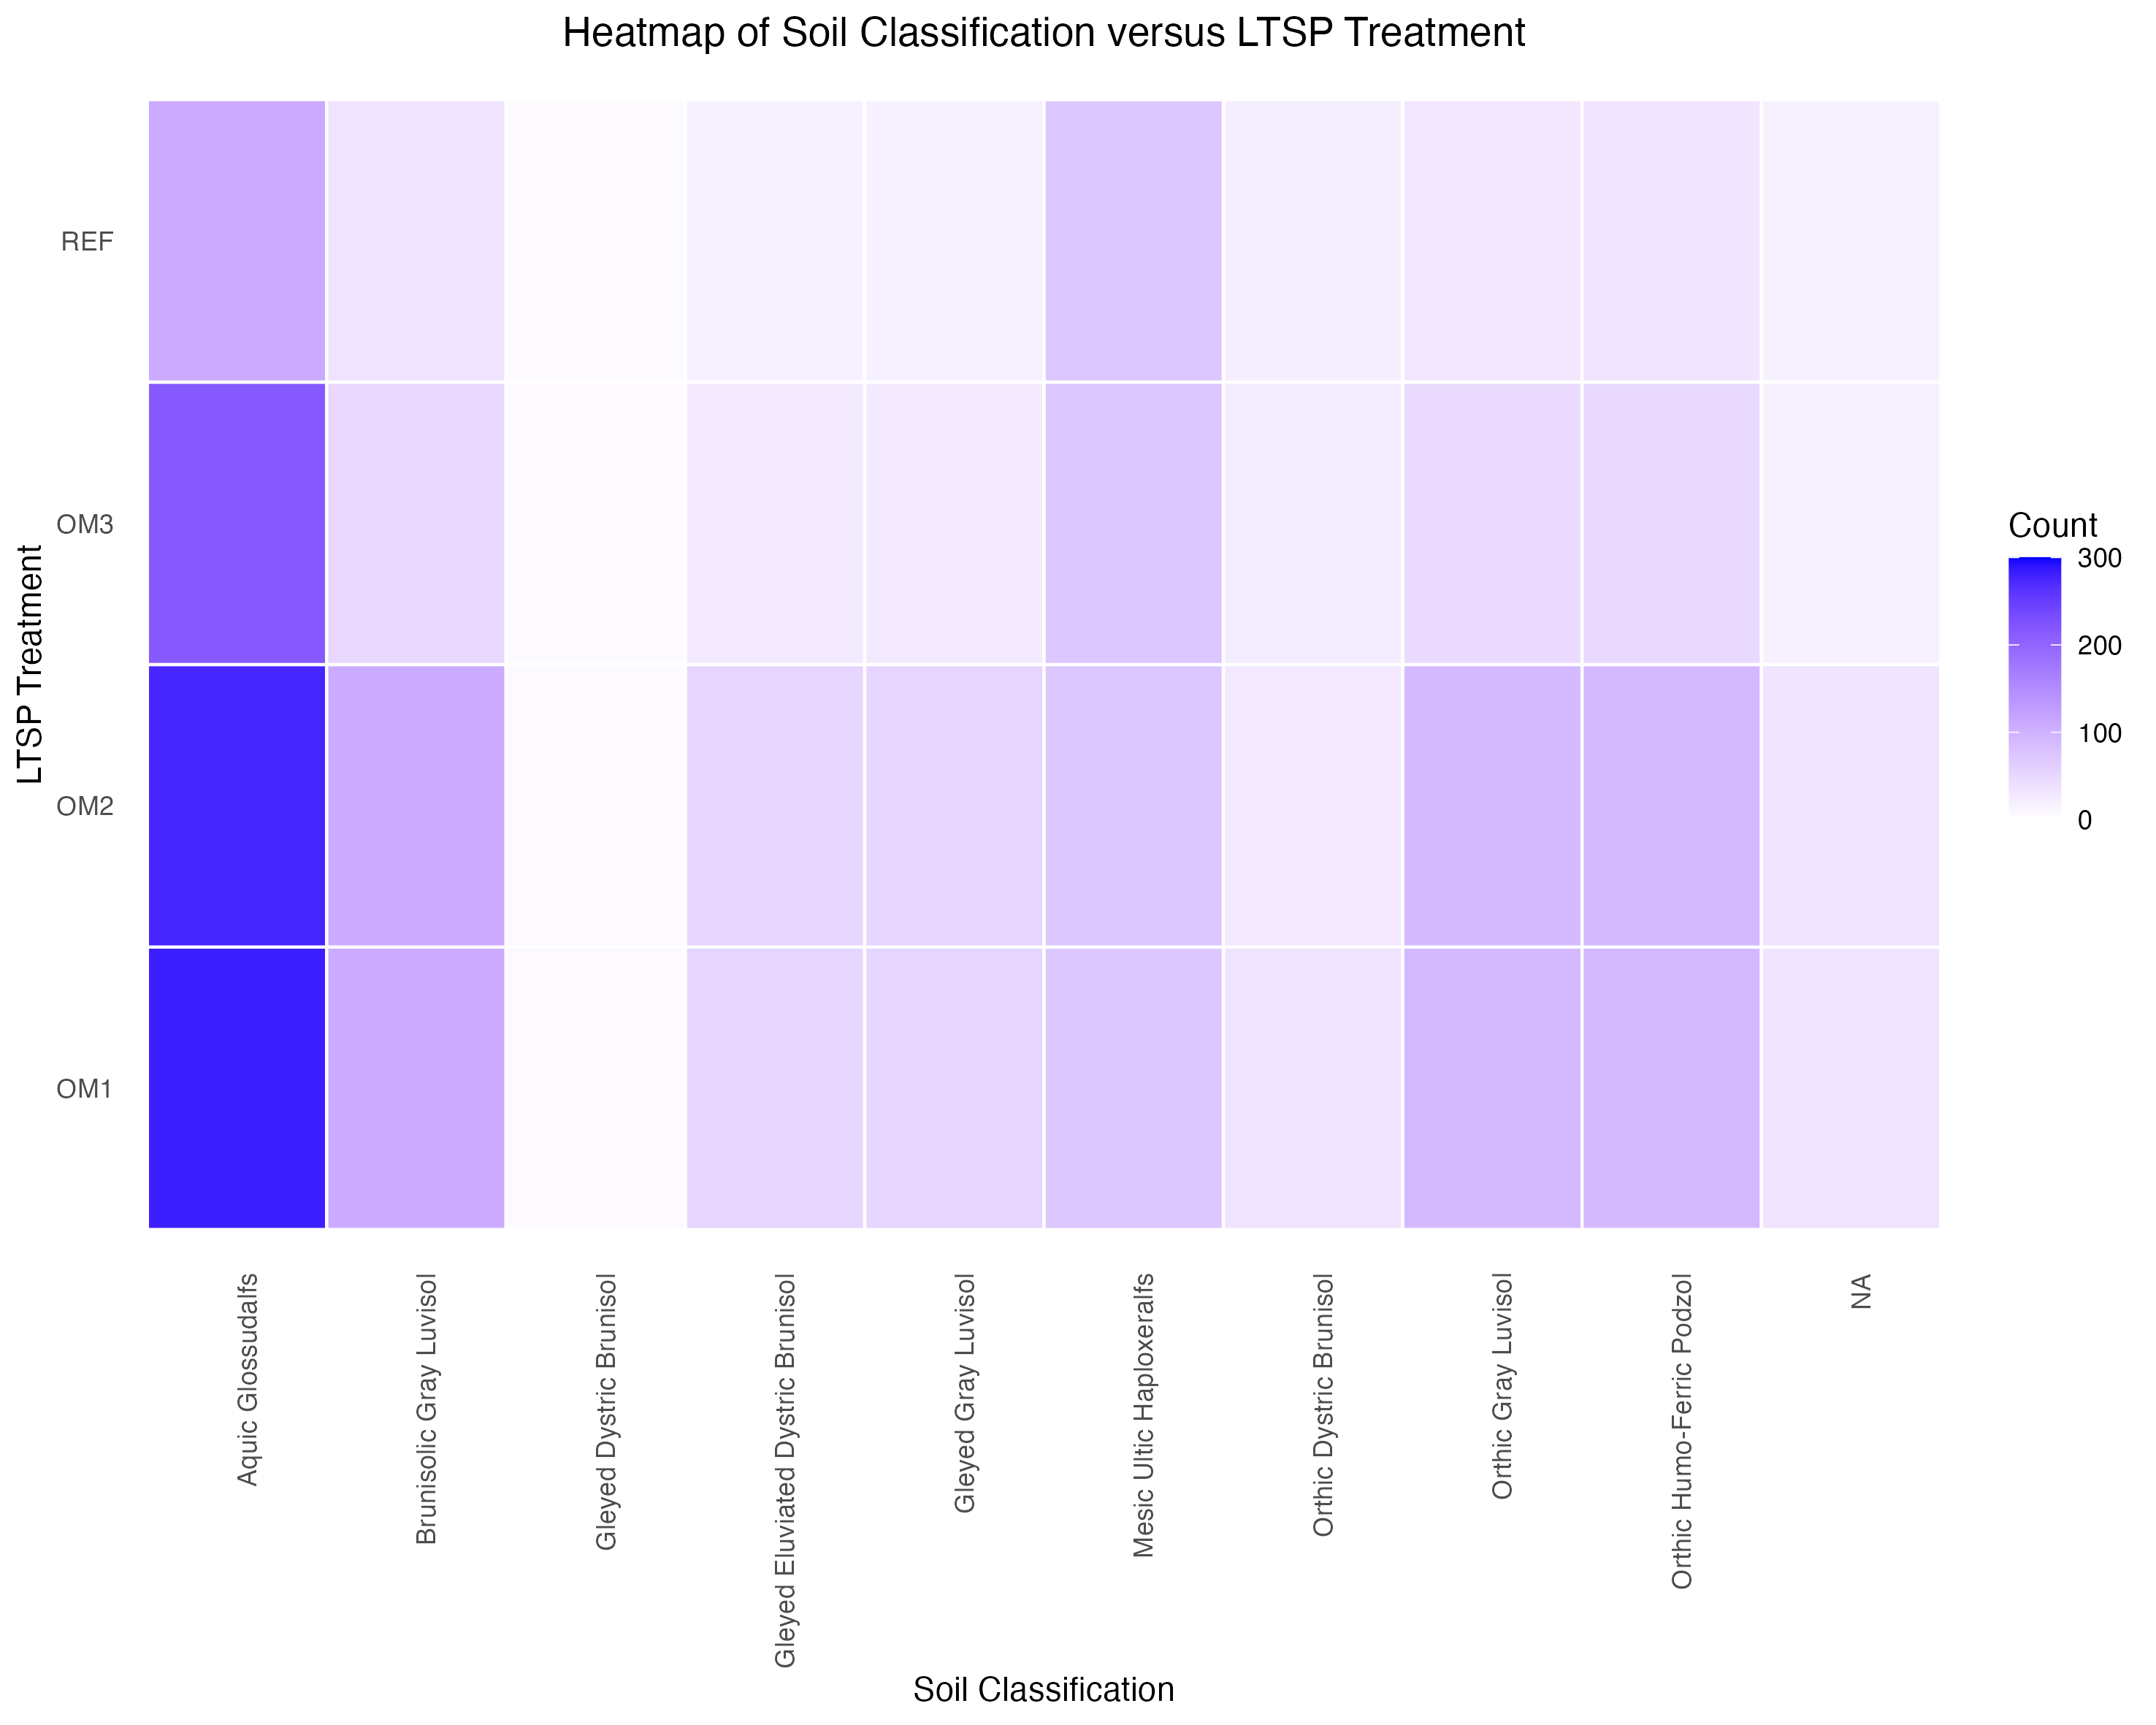 Heatmap of Soil Classification versus LTSP Treatment
LTSP Treatment
REF
OM3
OM2
OM1
Aquic Glossudalfs
Brunisolic Gray Luvisol
Gleyed Dystric Brunisol
Gleyed Eluviated Dystric Brunisol
Gleyed Gray Luvisol
Mesic Ultic Haploxeralfs
Orthic Dystric Brunisol
Orthic Gray Luvisol
Orthic Humo-Ferric Podzol
NA
Soil Classification
Count
300
200
100
0